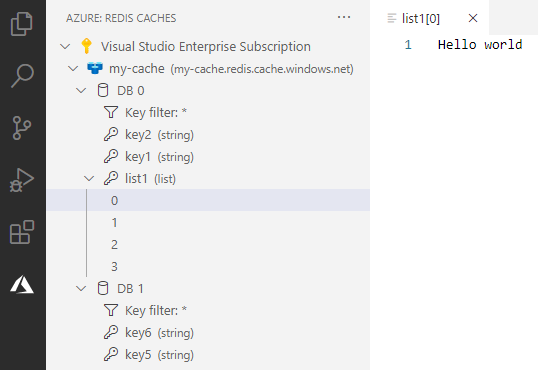 AZURE: REDIS CACHES ...
Visual Studio Enterprise Subscription
my-cache (my-cache.redis.cache.windows.net)
DB 0
Key filter: *
key2 (string)
key1 (string)
list1 (list)
0
1
2
3
DB 1
Key filter: *
key6 (string)
key5 (string)
list1[0]
1 Hello world